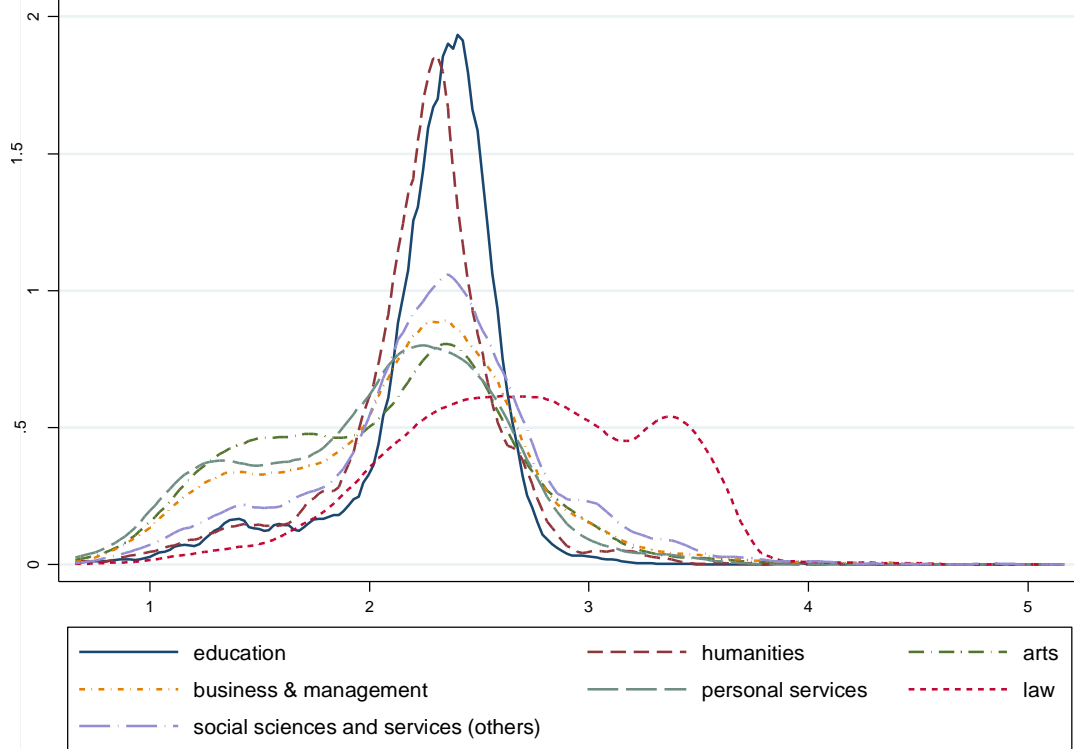 2
1.5
1
.5
0
1 2 3 4 5
education humanities arts
business & management personal services law
social sciences and services (others)